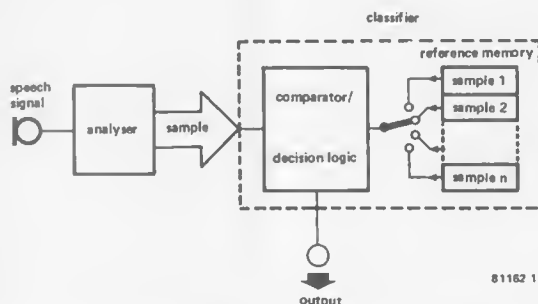 classifier
reference memory
speech
signal
analyser
sample
comparator/
decision logic
sample 1
sample 2
sample n
output
81162 1